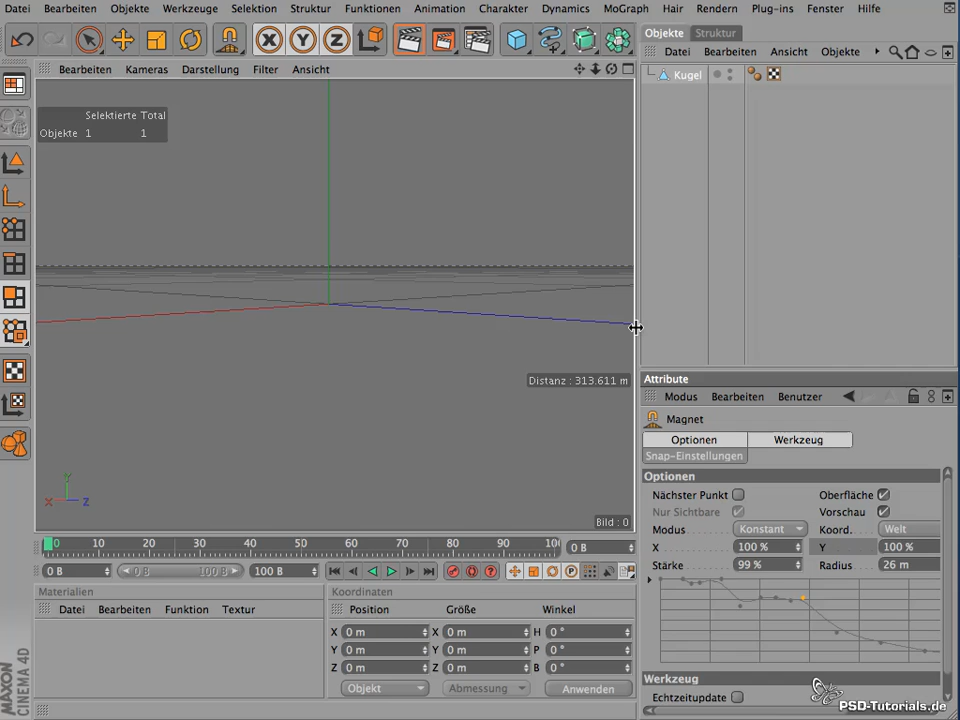 Datei Bearbeiten Objekte Werkzeuge Selektion Struktur Funktionen Animation Charakter Dynamics MoGraph Hair Rendern Plug-ins Fenster Hilfe
X Y Z
Objekte Struktur
Datei Bearbeiten Ansicht Objekte
Bearbeiten Kameras Darstellung Filter Ansicht
Kugel
Selektierte Total
Objekte 1 1
Distanz : 313.611 m
Y
X Z
Bild : 0
Attribute
Modus Bearbeiten Benutzer
Magnet
Optionen Werkzeug
Snap-Einstellungen
Optionen
Nächster Punkt Oberfläche
Nur Sichtbare Vorschau
Modus Konstant Koord. Welt
X 100 % Y 100 %
Stärke 99 % Radius 26 m
0 10 20 30 40 50 60 70 80 90 10 0 B
0 B 0 B 100 B 100 B
Materialien
Datei Bearbeiten Funktion Textur
Koordinaten
Position Größe Winkel
X 0 m X 0 m H 0 °
Y 0 m Y 0 m P 0 °
Z 0 m Z 0 m B 0 °
Objekt Abmessung Anwenden
Werkzeug
Echtzeitupdate
MAXON
CINEMA 4D
PSD-Tutorials.de